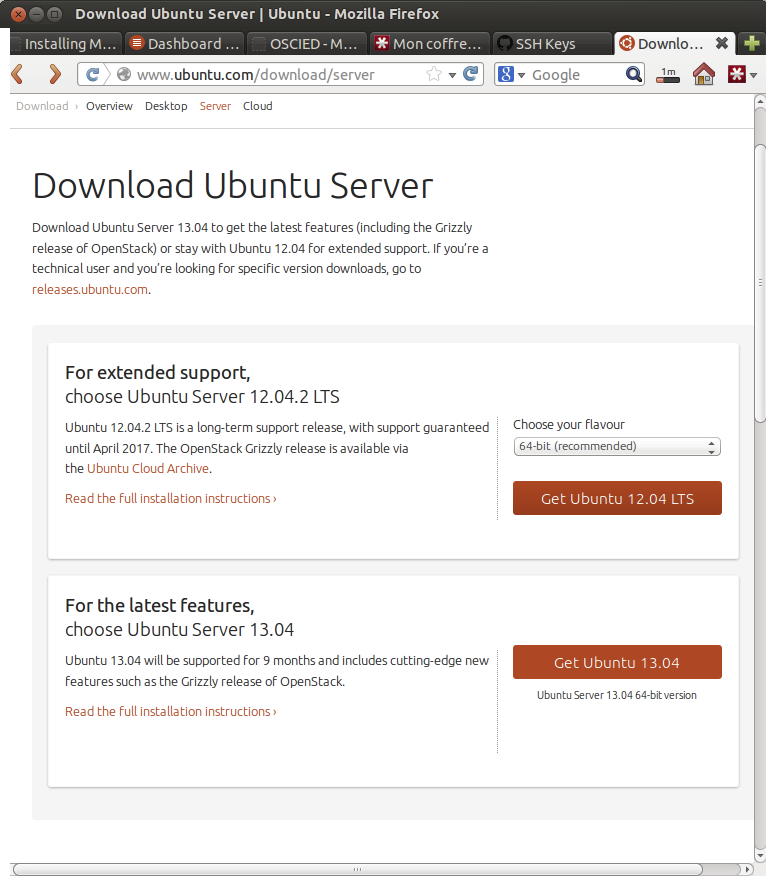 Download Ubuntu Server | Ubuntu - Mozilla Firefox
Installing M... Dashboard ... OSCIED - M... Mon coffre... SSH Keys Downlo...
www.ubuntu.com/download/server Google 1m
Download › Overview Desktop Server Cloud
Download Ubuntu Server
Download Ubuntu Server 13.04 to get the latest features (including the Grizzly
release of OpenStack) or stay with Ubuntu 12.04 for extended support. If you’re a
technical user and you’re looking for specific version downloads, go to
releases.ubuntu.com.
For extended support,
choose Ubuntu Server 12.04.2 LTS
Ubuntu 12.04.2 LTS is a long-term support release, with support guaranteed
until April 2017. The OpenStack Grizzly release is available via
the Ubuntu Cloud Archive.
Read the full installation instructions ›
Choose your flavour
64-bit (recommended)
Get Ubuntu 12.04 LTS
For the latest features,
choose Ubuntu Server 13.04
Ubuntu 13.04 will be supported for 9 months and includes cutting-edge new
features such as the Grizzly release of OpenStack.
Read the full installation instructions ›
Get Ubuntu 13.04
Ubuntu Server 13.04 64-bit version